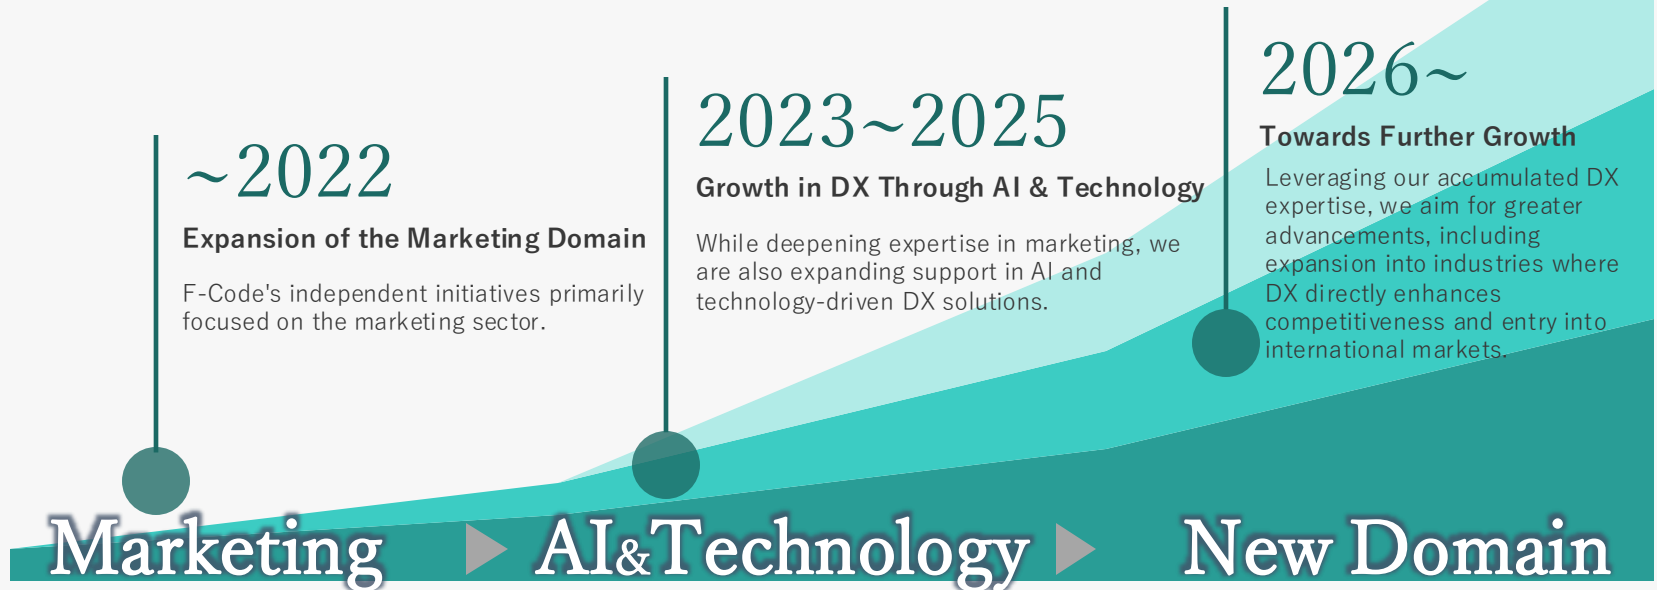 ~2022
Expansion of the Marketing Domain
F-Code's independent initiatives primarily
focused on the marketing sector.
2023~2025
Growth in DX Through AI & Technology
While deepening expertise in marketing, we
are also expanding support in AI and
technology-driven DX solutions.
2026~
Towards Further Growth
Leveraging our accumulated DX
expertise, we aim for greater
advancements, including
expansion into industries where
DX directly enhances
competitiveness and entry into
international markets.
Marketing
AI&Technology
New Domain